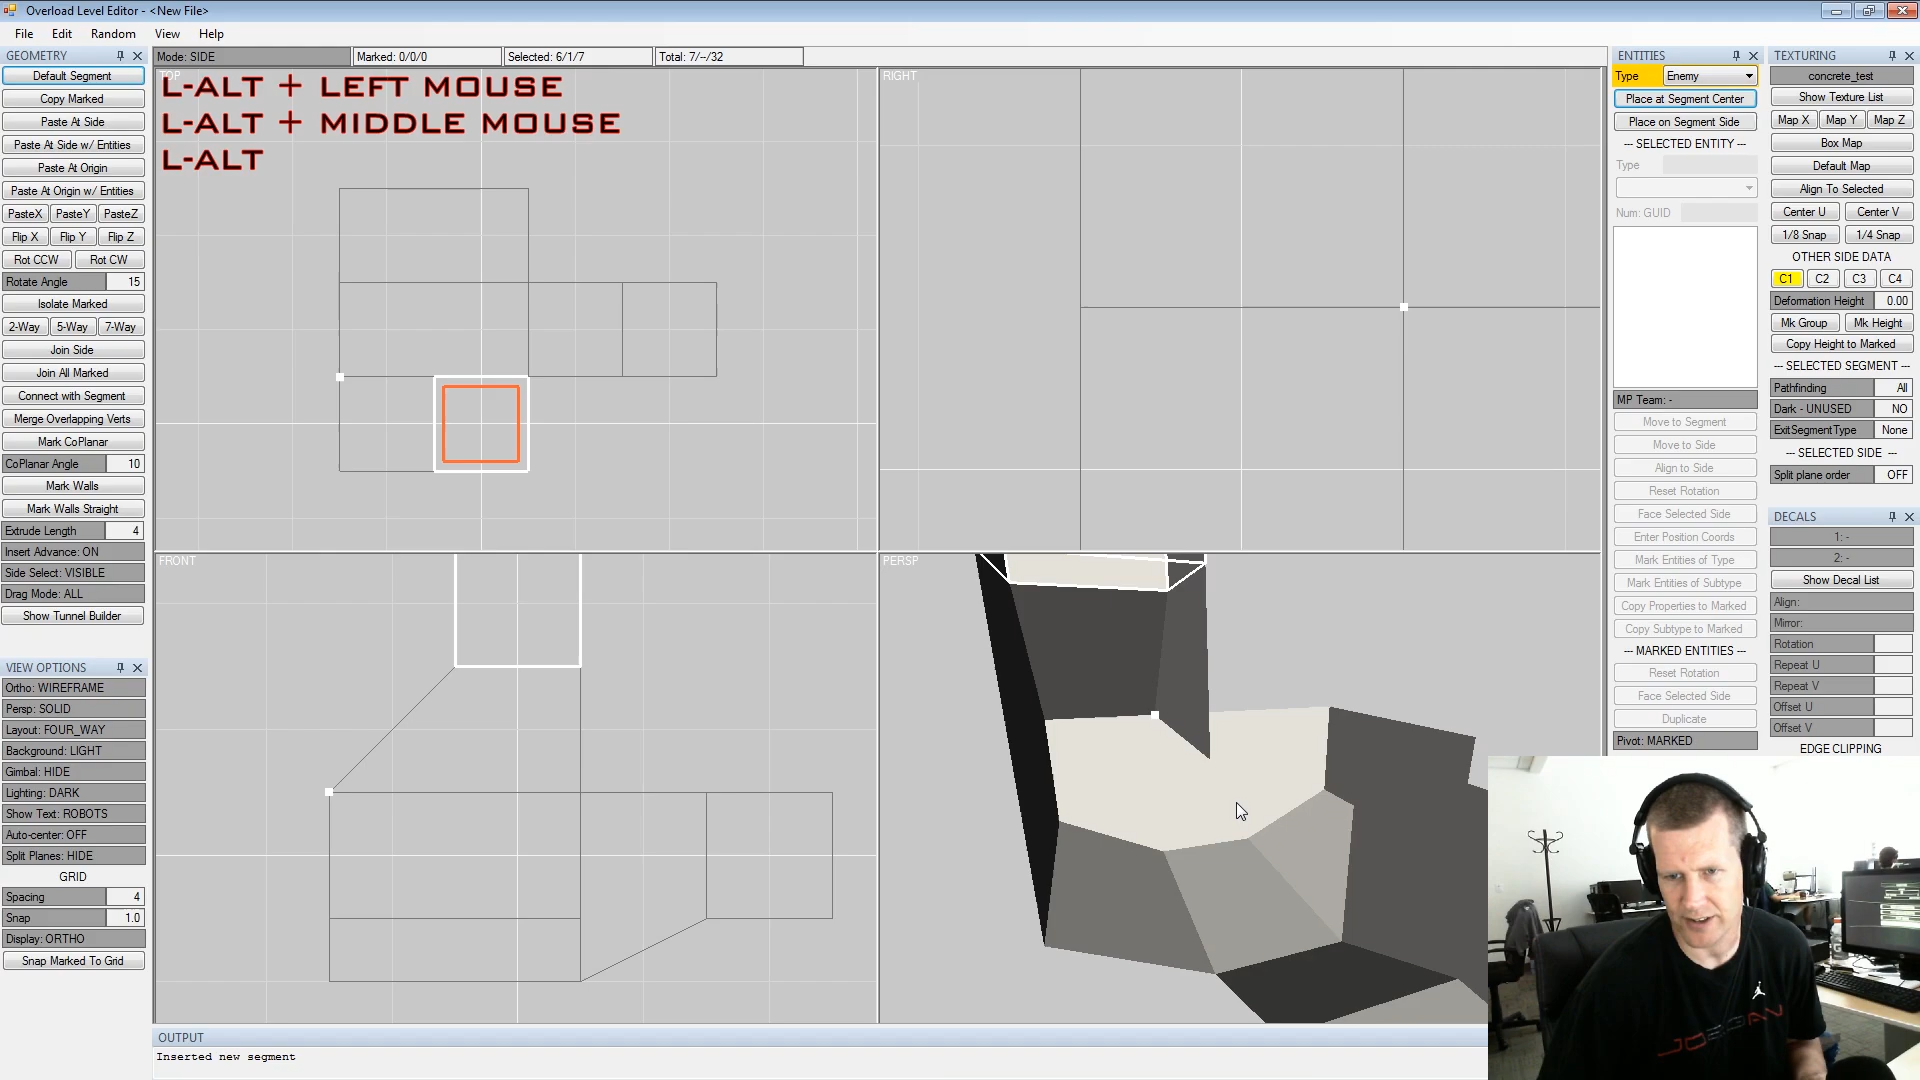 Overload Level Editor - <New File>
File Edit Random View Help
GEOMETRY
Default Segment
Copy Marked
Paste At Side
Paste At Side w/ Entities
Paste At Origin
Paste At Origin w/ Entities
PasteX PasteY PasteZ
Flip X Flip Y Flip Z
Rot CCW Rot CW
Rotate Angle 15
Isolate Marked
2-Way 5-Way 7-Way
Join Side
Join All Marked
Connect with Segment
Merge Overlapping Verts
Mark CoPlanar
CoPlanar Angle 10
Mark Walls
Mark Walls Straight
Extrude Length 4
Insert Advance: ON
Side Select: VISIBLE
Drag Mode: ALL
Show Tunnel Builder
VIEW OPTIONS
Ortho: WIREFRAME
Persp: SOLID
Layout: FOUR_WAY
Background: LIGHT
Gimbal: HIDE
Lighting: DARK
Show Text: ROBOTS
Auto-center: OFF
Split Planes: HIDE
GRID
Spacing 4
Snap 1.0
Display: ORTHO
Snap Marked To Grid
Mode: SIDE Marked: 0/0/0 Selected: 6/1/7 Total: 7/--/32
TOP
L-ALT + LEFT MOUSE
L-ALT + MIDDLE MOUSE
L-ALT
RIGHT
FRONT
PERSP
OUTPUT
Inserted new segment
ENTITIES
Type Enemy
Place at Segment Center
Place on Segment Side
--- SELECTED ENTITY ---
Type
Num: GUID
MP Team: -
Move to Segment
Move to Side
Align to Side
Reset Rotation
Face Selected Side
Enter Position Coords
Mark Entities of Type
Mark Entities of Subtype
Copy Properties to Marked
Copy Subtype to Marked
--- MARKED ENTITIES ---
Reset Rotation
Face Selected Side
Duplicate
Pivot: MARKED
TEXTURING
concrete_test
Show Texture List
Map X Map Y Map Z
Box Map
Default Map
Align To Selected
Center U Center V
1/8 Snap 1/4 Snap
OTHER SIDE DATA
C1 C2 C3 C4
Deformation Height 0.00
Mk Group Mk Height
Copy Height to Marked
--- SELECTED SEGMENT ---
Pathfinding All
Dark - UNUSED NO
ExitSegmentType None
--- SELECTED SIDE ---
Split plane order OFF
DECALS
1: -
2: -
Show Decal List
Align:
Mirror:
Rotation
Repeat U
Repeat V
Offset U
Offset V
EDGE CLIPPING